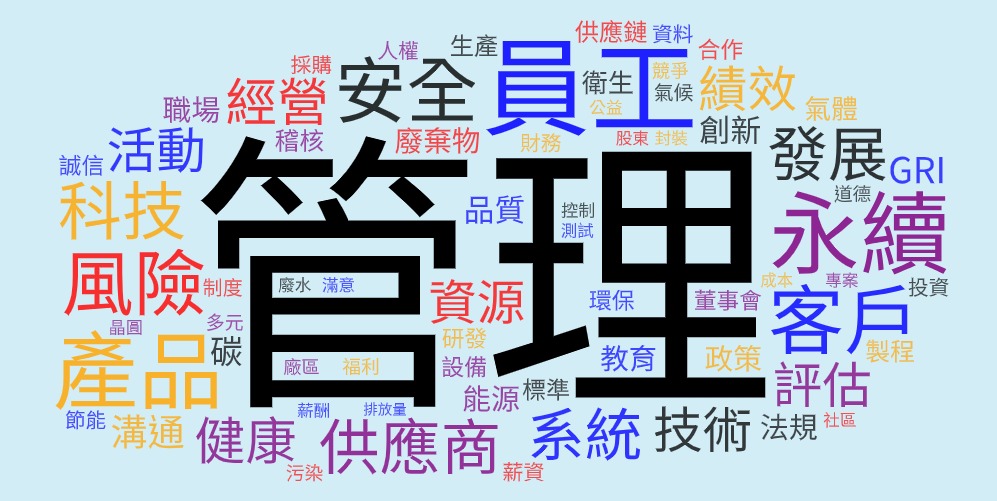 供應鏈
資料
人權
生產
合作
採購
安全
員工
競爭
經營
衛生
氣候
績效
職場
公益
氣體
稽核
廢棄物
財務
股東
封裝
創新
活動
誠信
管理
發展
GRI
科技
品質
控制
測試
道德
永續
風險
制度
廢水
滿意
資源
環保
董事會
成本
專案
投資
晶圓
多元
碳
研發
客戶
產品
廠區
福利
設備
教育
政策
製程
能源
標準
評估
節能
薪酬
排放量
溝通
健康
供應商
系統
技術
法規
社區
污染
薪資